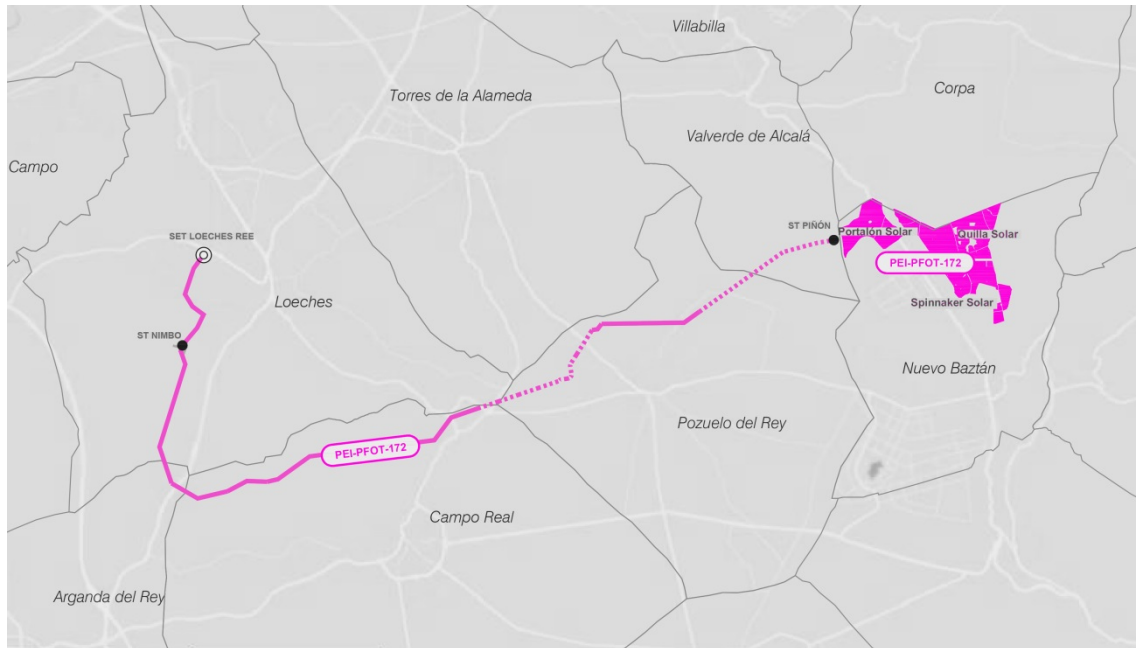 Villabilla
Torres de la Alameda
Corpa
Valverde de Alcalá
Campo
ST PIÑÓN
Portalón Solar
Quilla Solar
SET LOECHES REE
PEI-PFOT-172
Loeches
Spinnaker Solar
ST NIMBO
Nuevo Baztán
Pozuelo del Rey
PEI-PFOT-172
Campo Real
Arganda del Rey